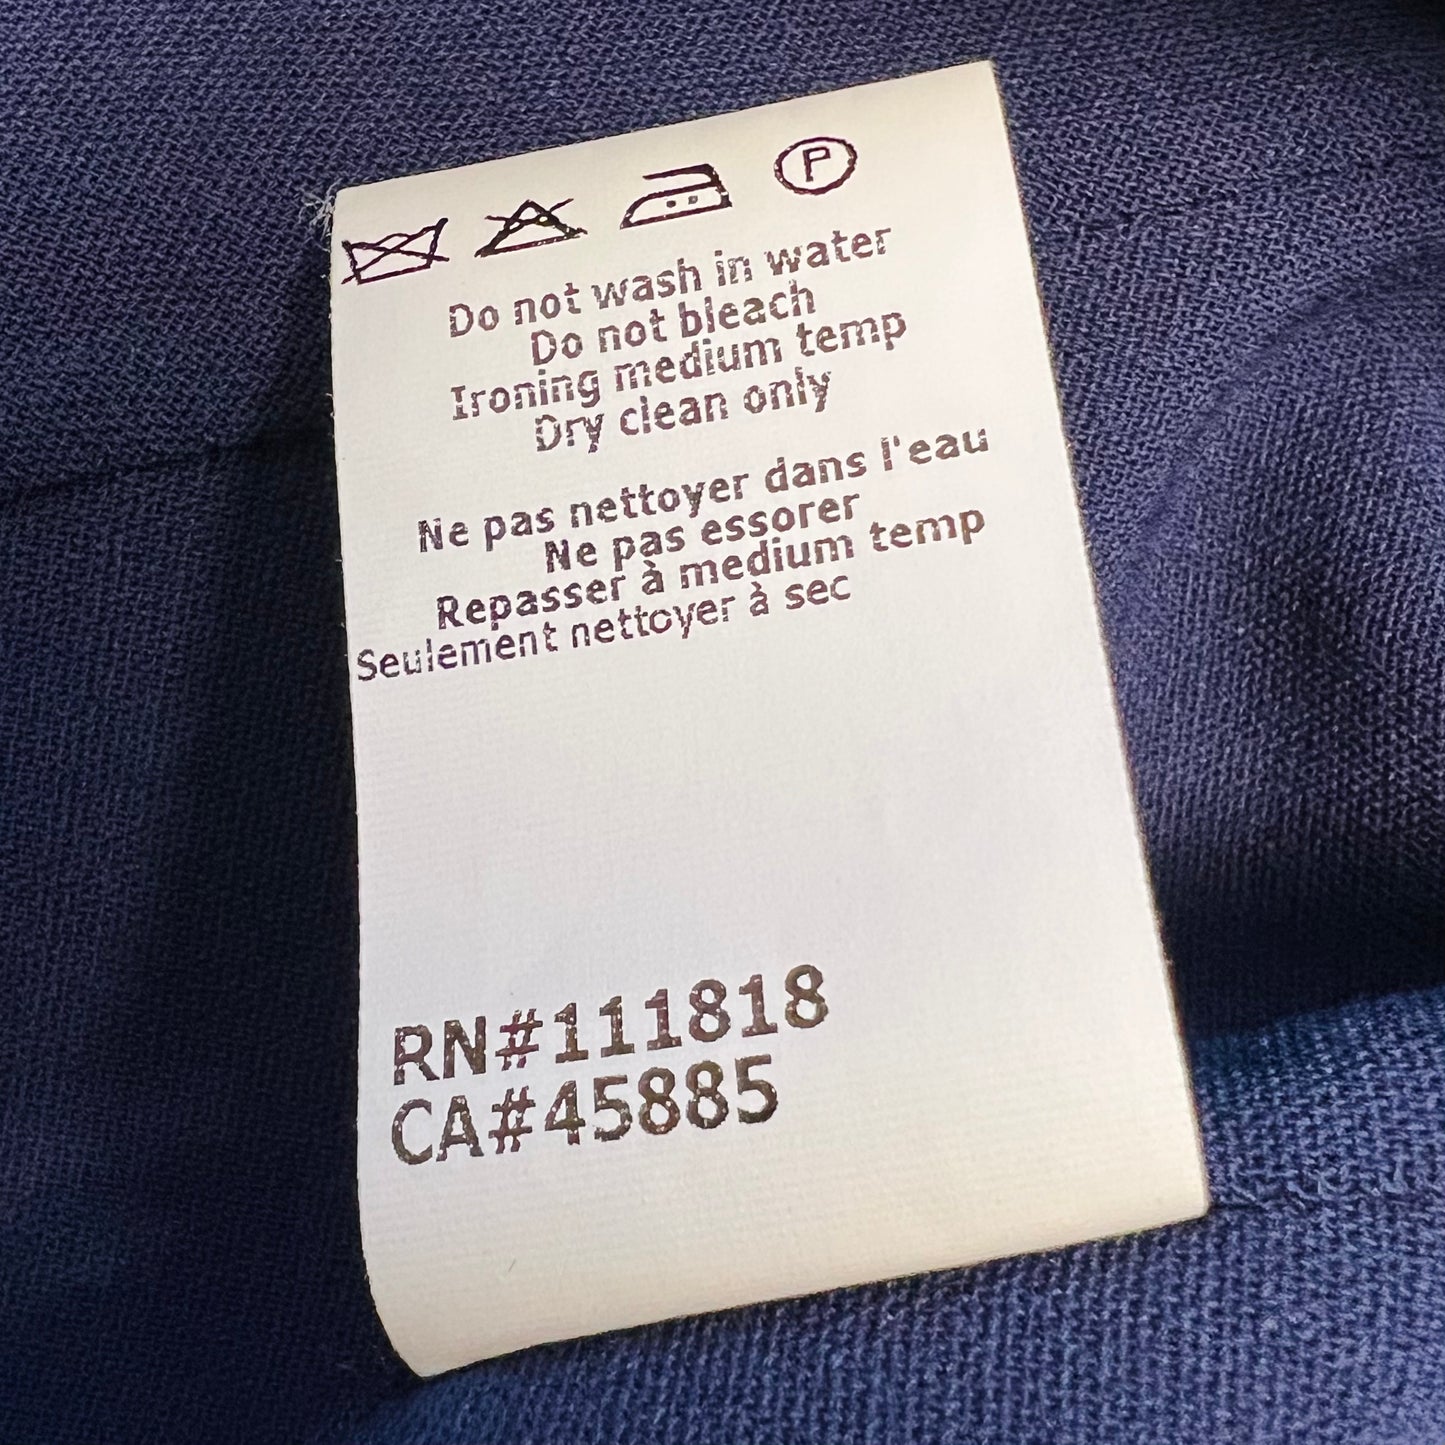 P
Do not wash in water
Do not bleach
Ironing medium temp
Dry clean only
Ne pas nettoyer dans l'eau
Ne pas essorer
Repasser à medium temp
Seulement nettoyer à sec
RN#111818
CA#45885